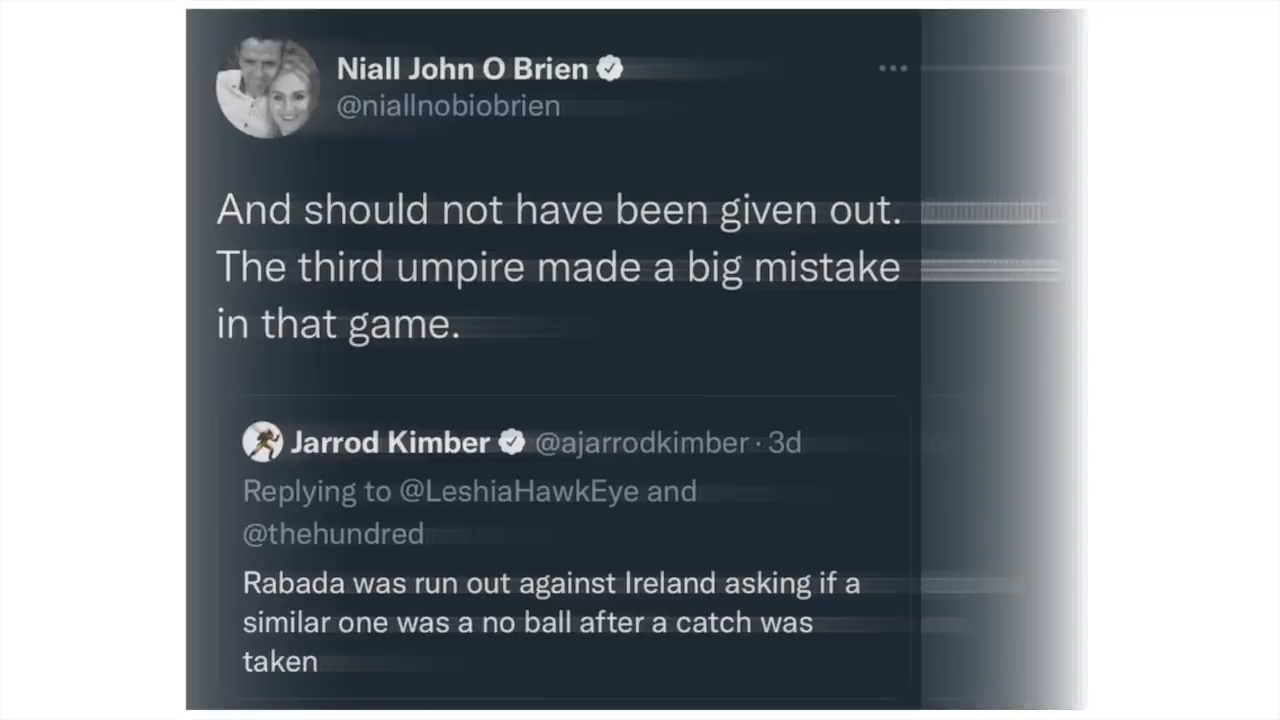 Niall John O Brien
@niallnobiobrien
And should not have been given out.
The third umpire made a big mistake
in that game.
Jarrod Kimber @ajarrodkimber · 3d
Replying to @LeshiaHawkEye and
@thehundred
Rabada was run out against Ireland asking if a
similar one was a no ball after a catch was
taken